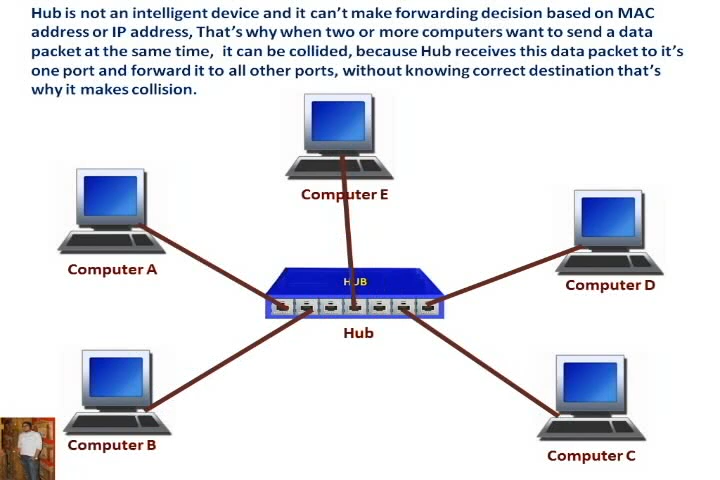 Hub is not an intelligent device and it can't make forwarding decision based on MAC
address or IP address, That's why when two or more computers want to send a data
packet at the same time,  it can be collided, because Hub receives this data packet to it's
one port and forward it to all other ports, without knowing correct destination that's
why it makes collision.
Computer E
Computer A
Computer D
HUB
Hub
Computer B
Computer C